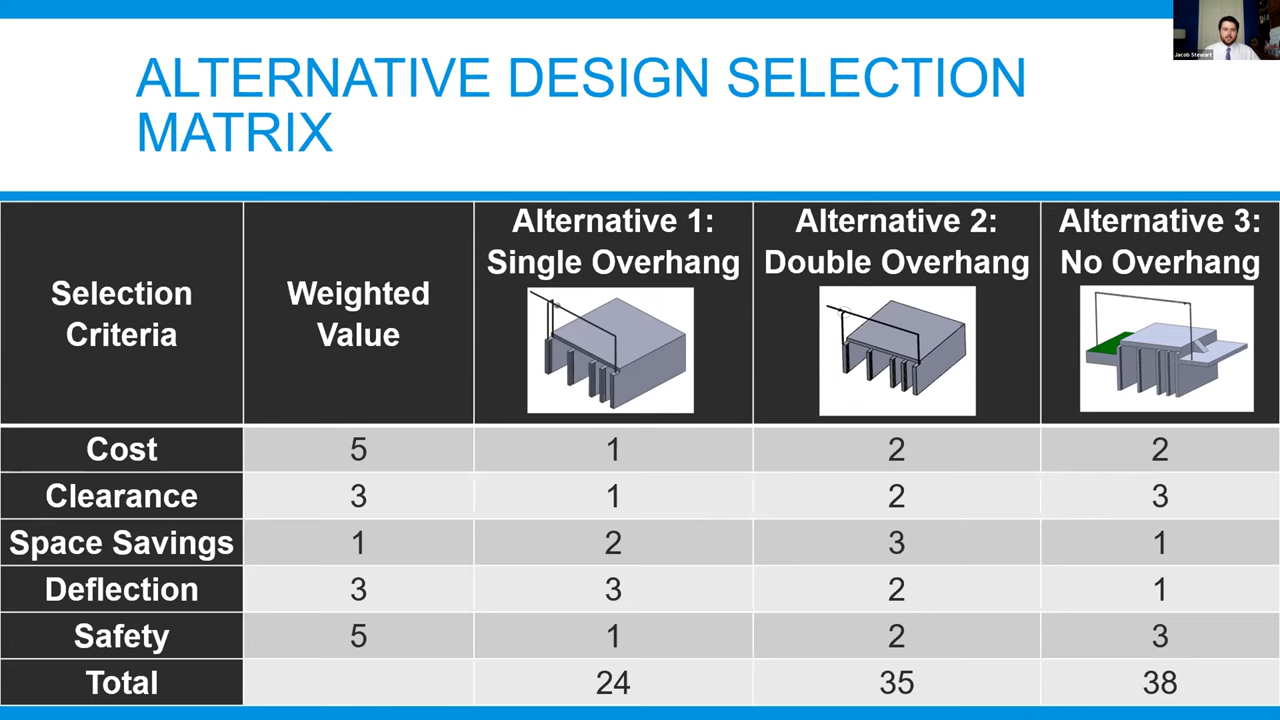 Jacob Stewart
ALTERNATIVE DESIGN SELECTION
MATRIX
Selection
Criteria
Weighted
Value
Alternative 1:
Single Overhang
Alternative 2:
Double Overhang
Alternative 3:
No Overhang
Cost 5 1 2 2
Clearance 3 1 2 3
Space Savings 1 2 3 1
Deflection 3 3 2 1
Safety 5 1 2 3
Total 24 35 38